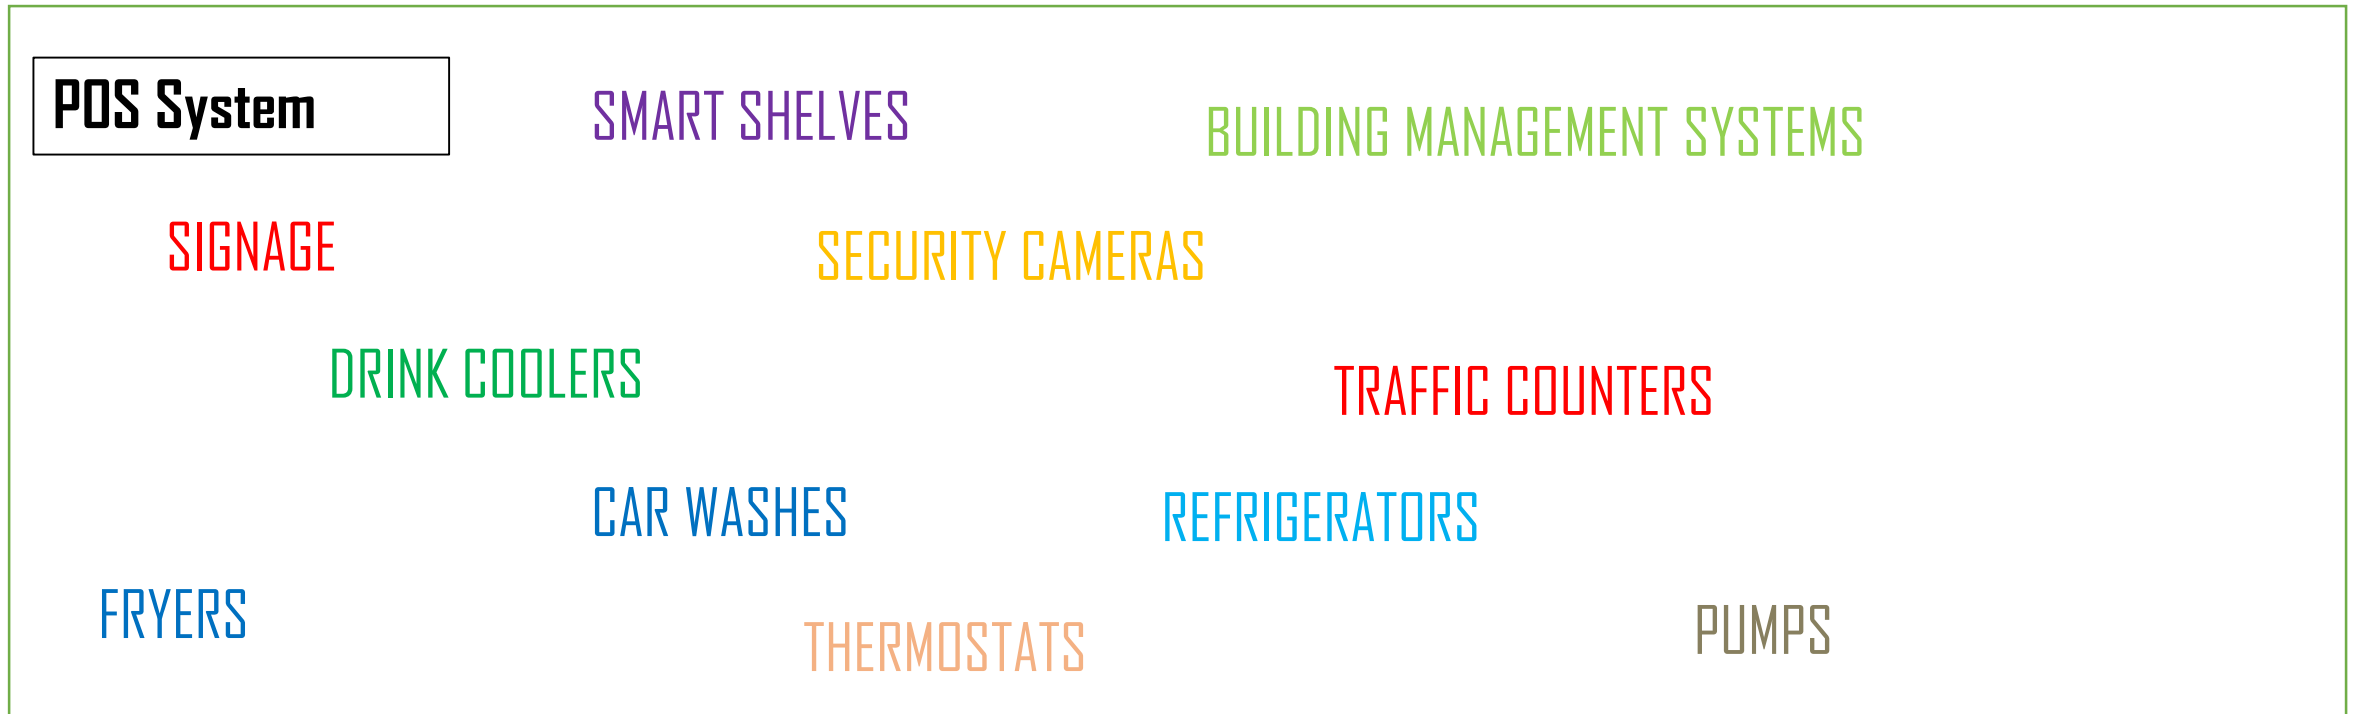 POS System
SMART SHELVES
BUILDING MANAGEMENT SYSTEMS
SIGNAGE
SECURITY CAMERAS
DRINK COOLERS
TRAFFIC COUNTERS
CAR WASHES
REFRIGERATORS
FRYERS
THERMOSTATS
PUMPS